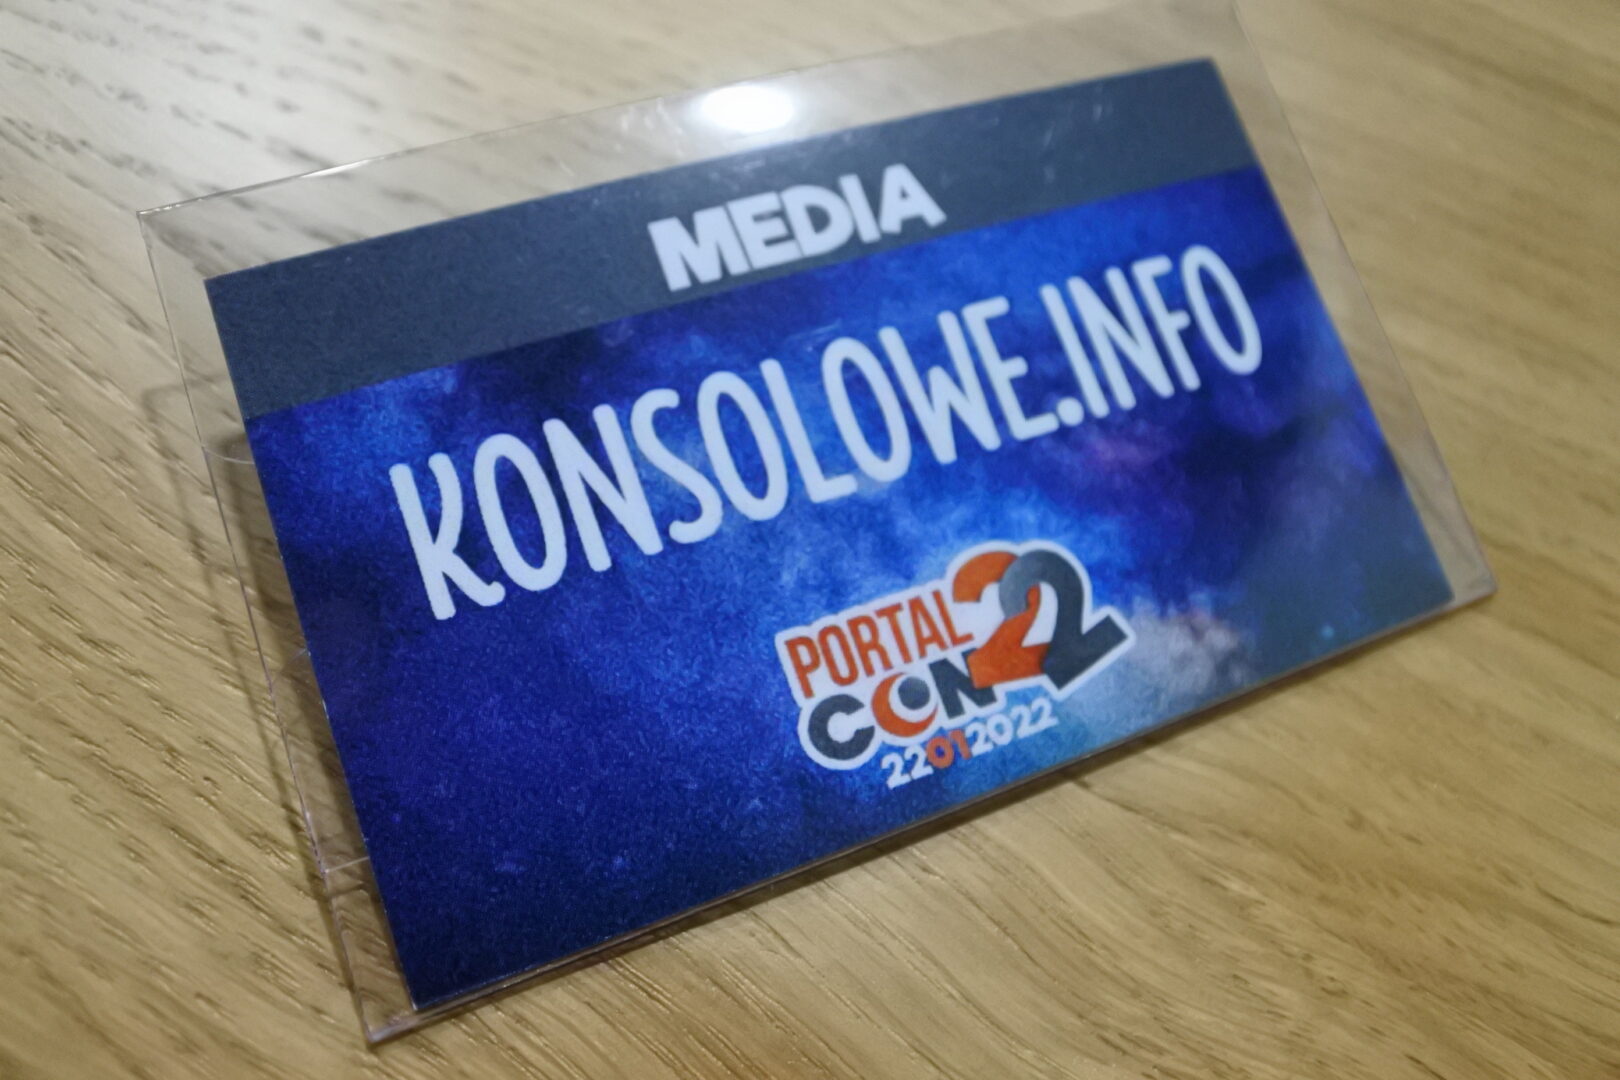 MEDIA
KONSOLOWE.INFO
PORTAL
CON 22
22012022